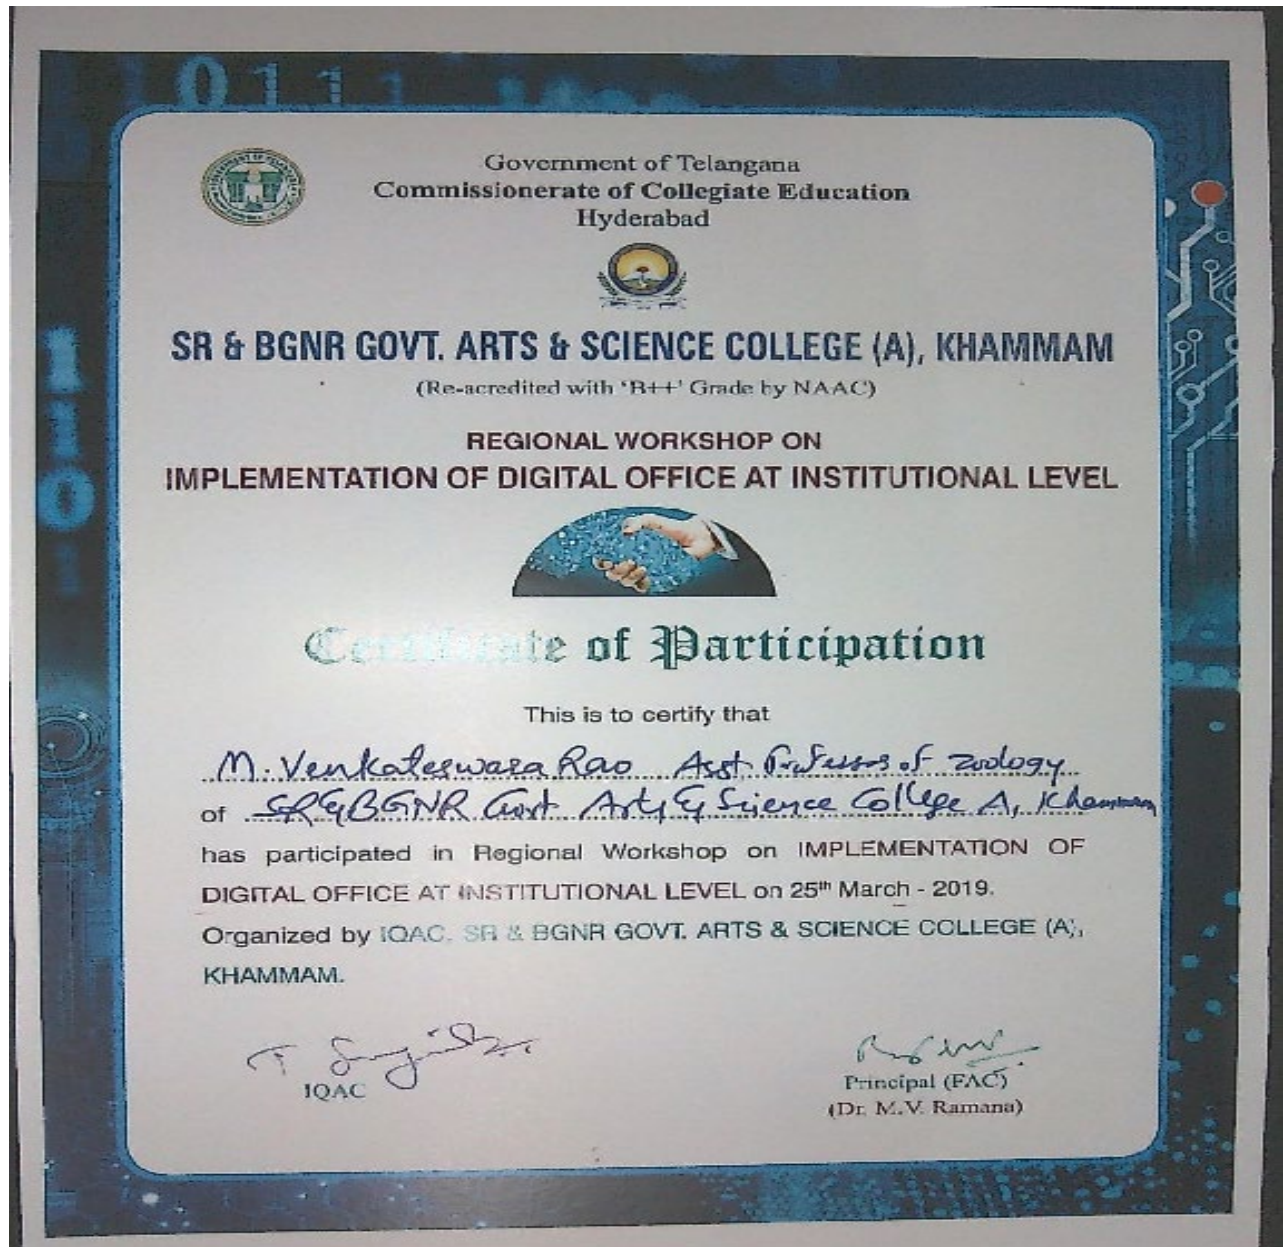 0111
Government of Telangana
Commissionerate of Collegiate Education
Hyderabad
SR & BGNR GOVT. ARTS & SCIENCE COLLEGE (A), KHAMMAM
(Re-acredited with 'B++' Grade by NAAC)
REGIONAL WORKSHOP ON
IMPLEMENTATION OF DIGITAL OFFICE AT INSTITUTIONAL LEVEL
Certificate of Participation
This is to certify that
M. Venkateswara Rao Asst. Professor of Zoology
of SR & BGNR Govt Arts & Science College A, Khammam
has participated in Regional Workshop on IMPLEMENTATION OF
DIGITAL OFFICE AT INSTITUTIONAL LEVEL on 25th March - 2019.
Organized by IQAC, SR & BGNR GOVT. ARTS & SCIENCE COLLEGE (A),
KHAMMAM.
IQAC
Principal (FAC)
(Dr. M.V. Ramana)